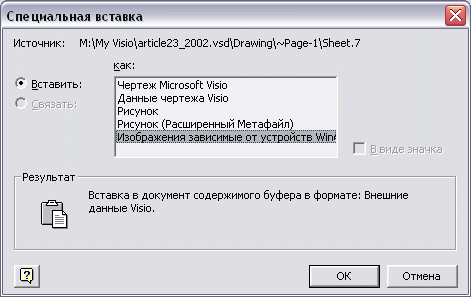 Специальная вставка
Источник: M:\My Visio\article23_2002.vsd\Drawing\~Page-1\Sheet.7
как:
Вставить:
Связать:
Чертеж Microsoft Visio
Данные чертежа Visio
Рисунок
Рисунок (Расширенный Метафайл)
Изображения зависимые от устройств Win
В виде значка
Результат
Вставка в документ содержимого буфера в формате: Внешние
данные Visio.
?
OK
Отмена